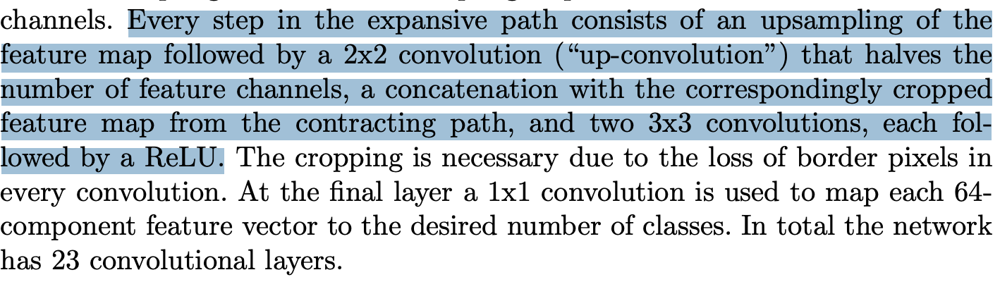 channels. Every step in the expansive path consists of an upsampling of the
feature map followed by a 2x2 convolution (“up-convolution”) that halves the
number of feature channels, a concatenation with the correspondingly cropped
feature map from the contracting path, and two 3x3 convolutions, each fol-
lowed by a ReLU. The cropping is necessary due to the loss of border pixels in
every convolution. At the final layer a 1x1 convolution is used to map each 64-
component feature vector to the desired number of classes. In total the network
has 23 convolutional layers.